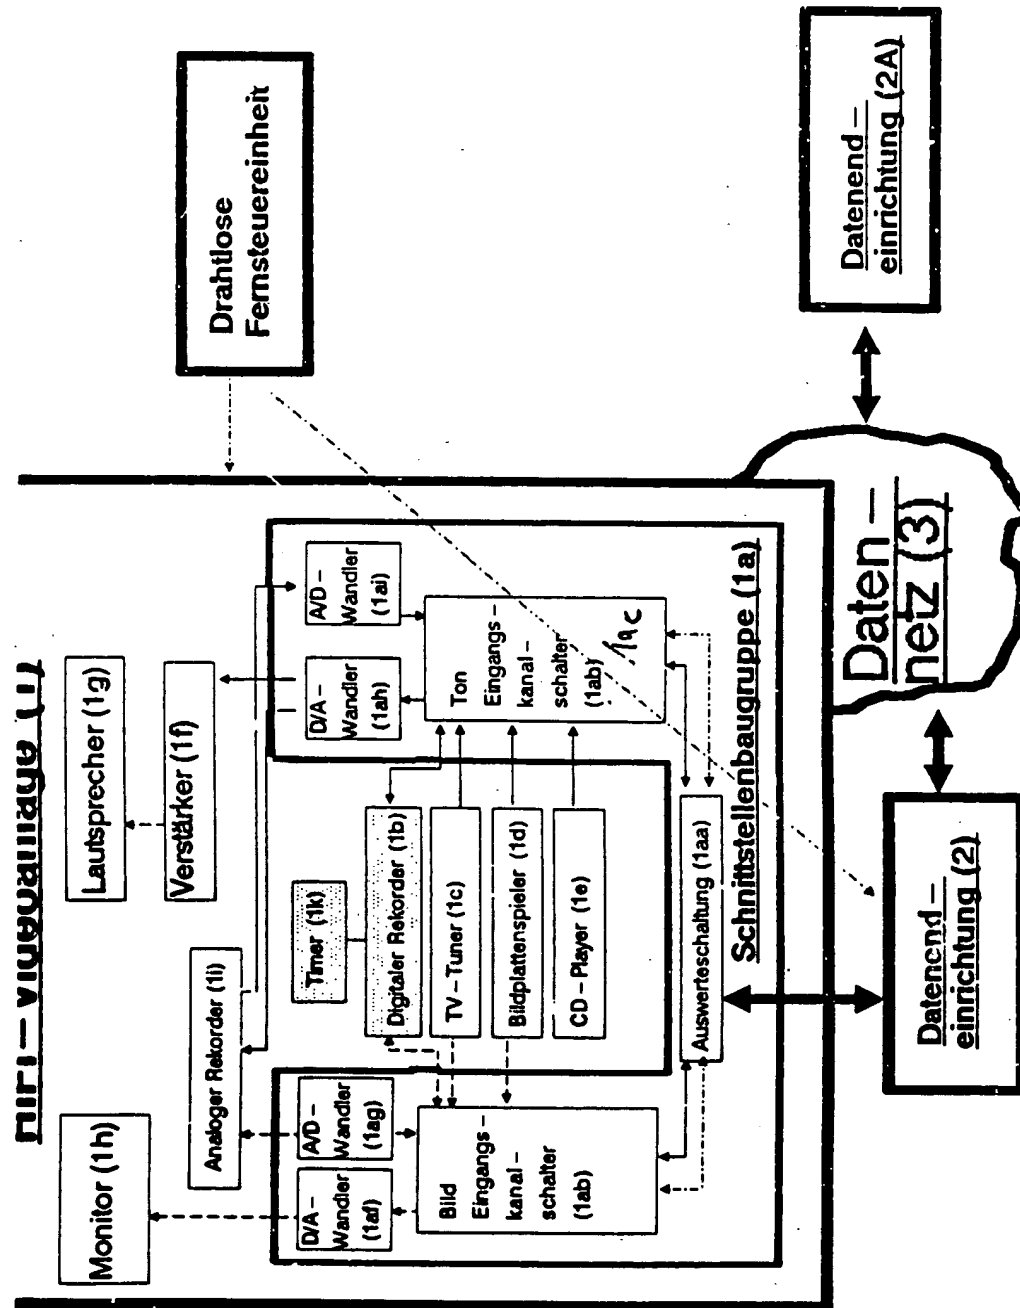 Monitor (1h)
Lautsprecher (1g)
Verstärker (1f)
Analoger Rekorder (1i)
Drahtlose
Fernsteuereinheit
D/A –
Wandler
(1af)
A/D –
Wandler
(1ag)
Timer (1k)
D/A –
Wandler
(1ah)
A/D –
Wandler
(1ai)
Digitaler Rekorder (1b)
TV – Tuner (1c)
Bildplattenspieler (1d)
CD – Player (1e)
Bild
Eingangs –
kanal –
schalter
(1ab)
Ton
Eingangs –
kanal –
schalter
(1ab) 1ac
Auswerteschaltung (1aa)
Schnittstellenbaugruppe (1a)
Datenend –
einrichtung (2)
Daten –
netz (3)
Datenend –
einrichtung (2A)